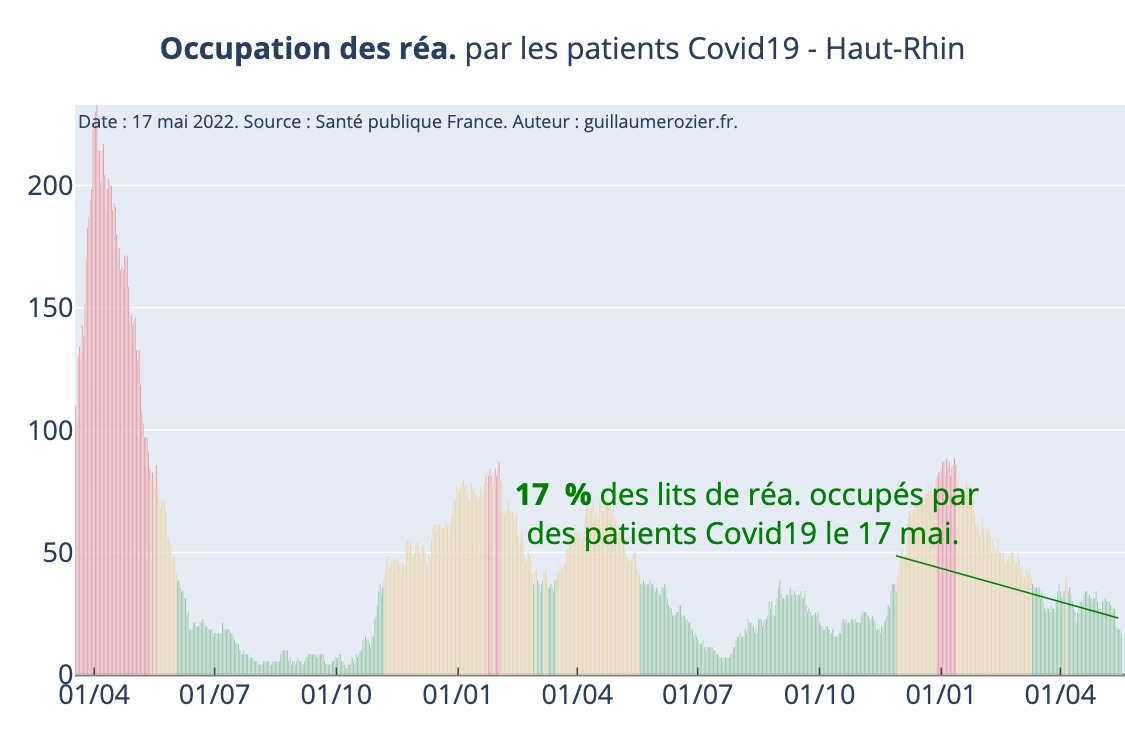 Occupation des réa. par les patients Covid19 - Haut-Rhin
Date : 17 mai 2022. Source : Santé publique France. Auteur : guillaumerozier.fr.
200
150
100
17 % des lits de réa. occupés par
des patients Covid19 le 17 mai.
50
0
01/04 01/07 01/10 01/01 01/04 01/07 01/10 01/01 01/04